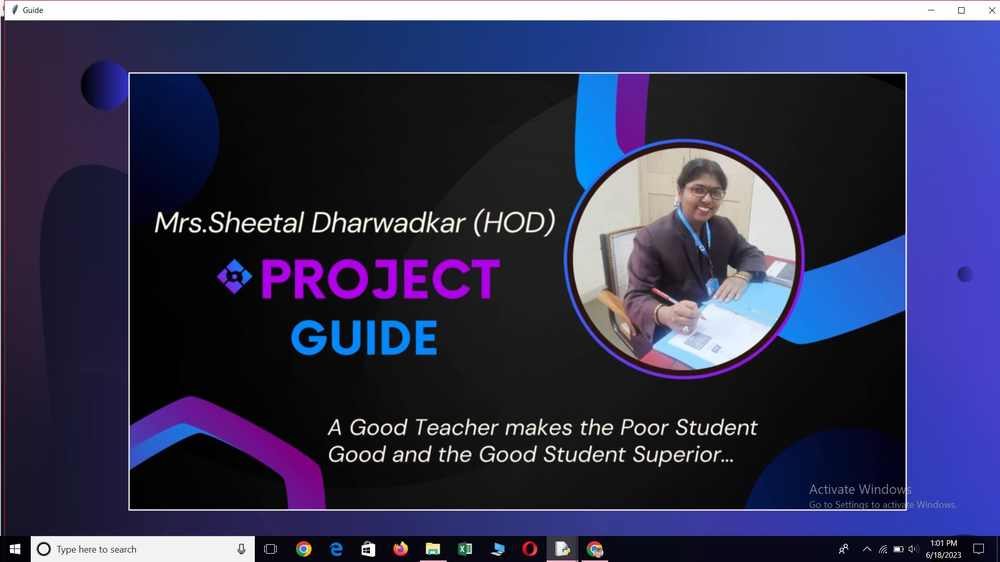 Guide
Mrs.Sheetal Dharwadkar (HOD)
PROJECT
GUIDE
A Good Teacher makes the Poor Student
Good and the Good Student Superior...
Activate Windows
Go to Settings to activate Windows.
Type here to search
1:01 PM
6/18/2023